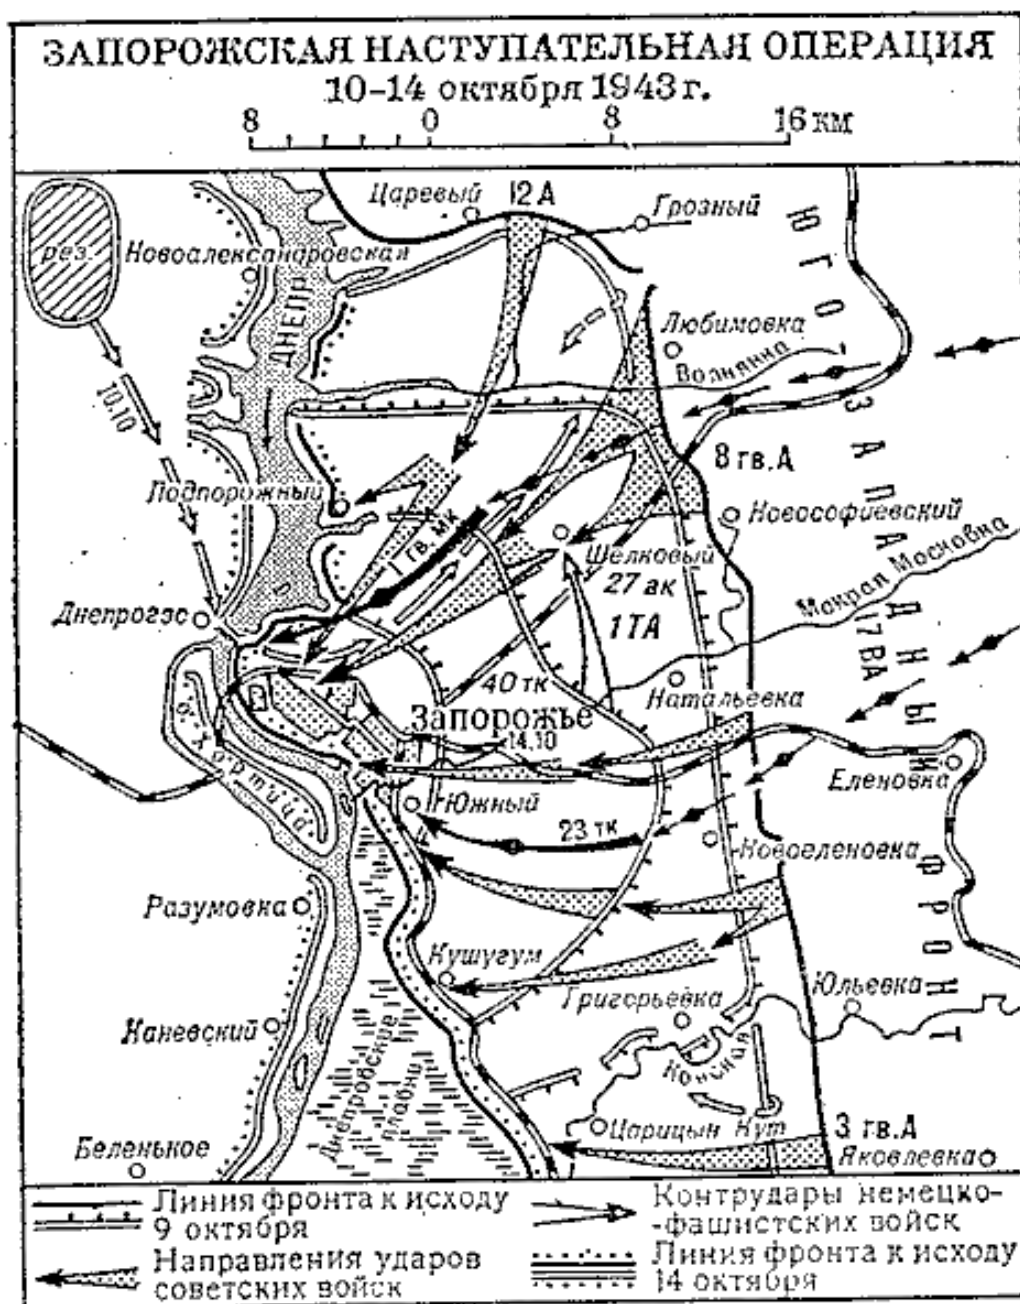 ЗАПОРОЖСКАЯ НАСТУПАТЕЛЬНАЯ ОПЕРАЦИЯ
10–14 октября 1943 г.
8 0 8 16 км
Царевый
12 А
Грозный
рез.
Новоалександровская
ДНЕПР
Любимовка
Волнянка
10.10
8 гв. А
Подпорожный
Новософиевский
1 гв. мк
Шелковый
27 ак
1 ТА
Мокрая Московка
Днепрогэс
17 ВА
40 тк
Натальевка
Запорожье
14.10
о. Хортица
Еленовка
Южный
23 тк
Новоеленовка
Разумовка
Кушугум
Григорьевка
Юльевка
Каневский
Конская
Днепровские
плавни
Царицын Кут
3 гв. А
Беленькое
Яковлевка
ЮГО-ЗАПАДНЫЙ ФРОНТ
Линия фронта к исходу
9 октября
Направления ударов
советских войск
Контрудары немецко-
-фашистских войск
Линия фронта к исходу
14 октября